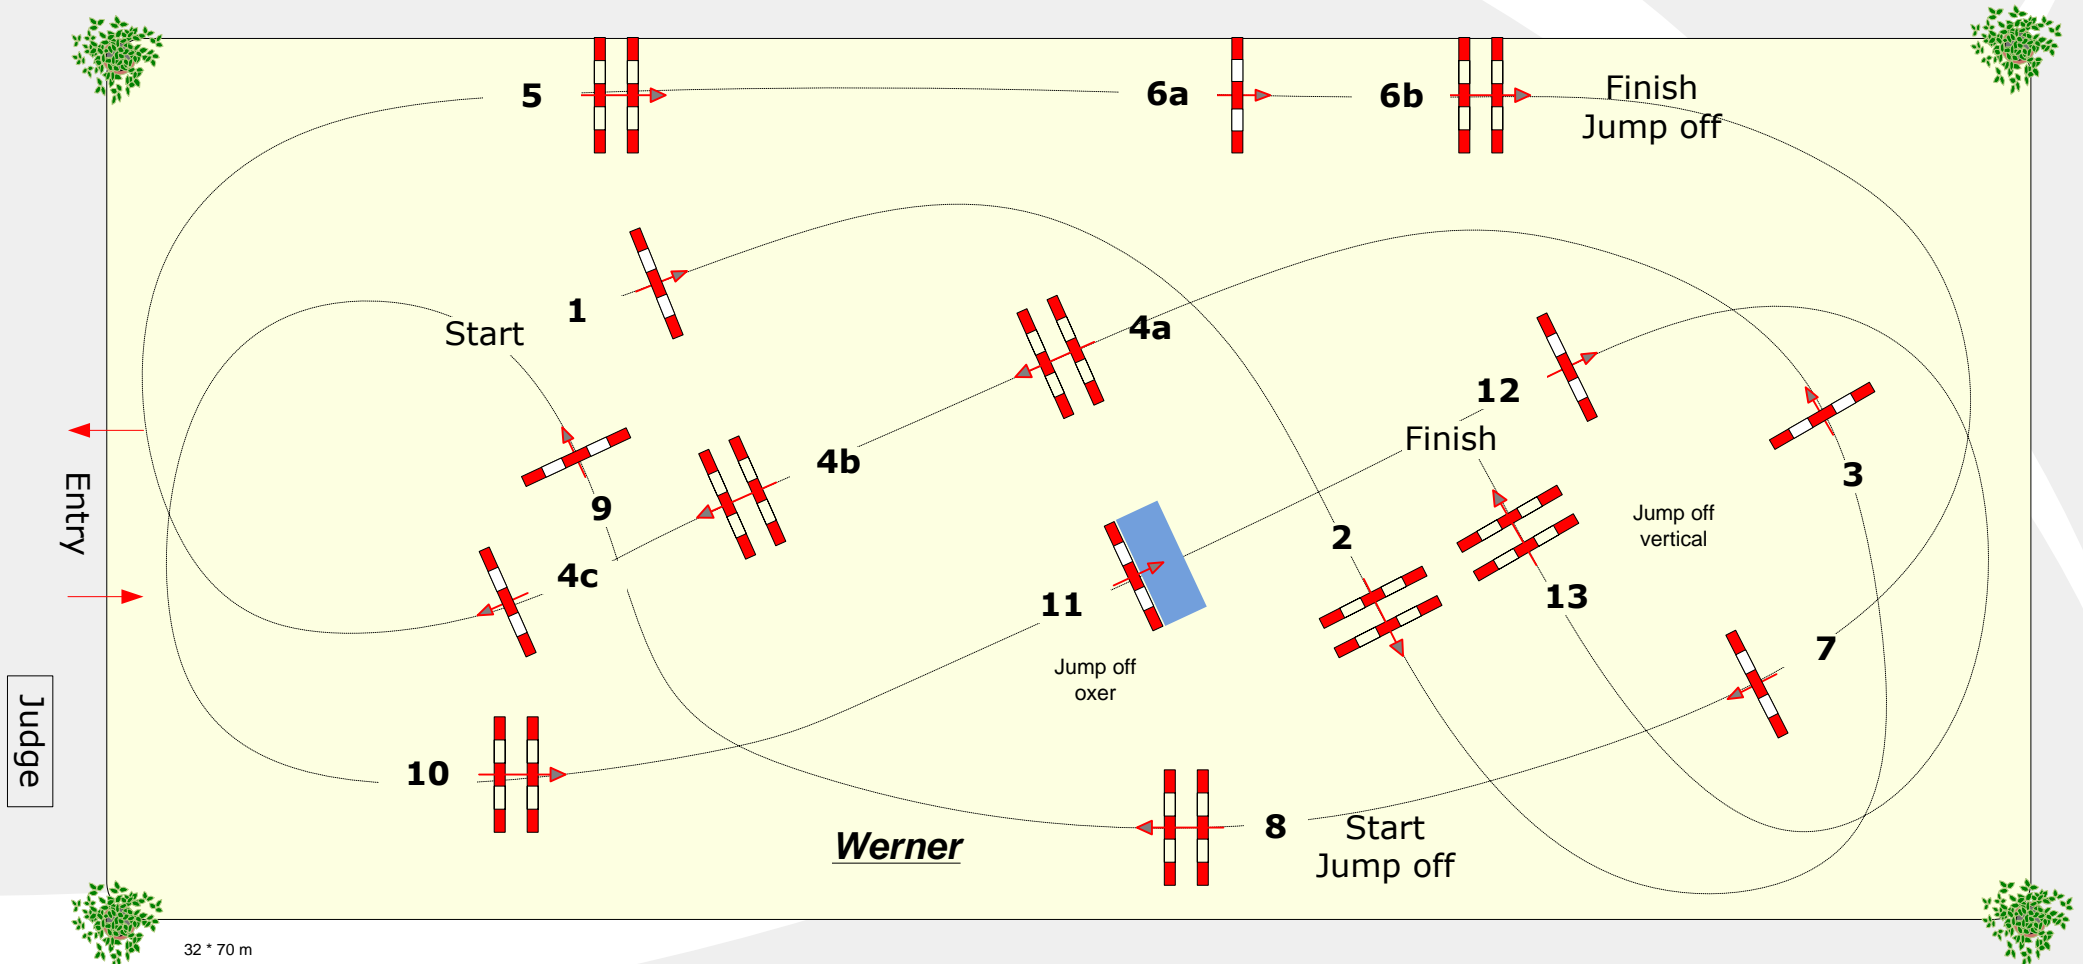 5
6a
6b
Finish
Jump off
1
Start
4a
12
Finish
4b
3
9
2
Jump off
vertical
Entry
4c
11
13
7
Jump off
oxer
Judge
10
8
Start
Jump off
Werner
32 * 70 m